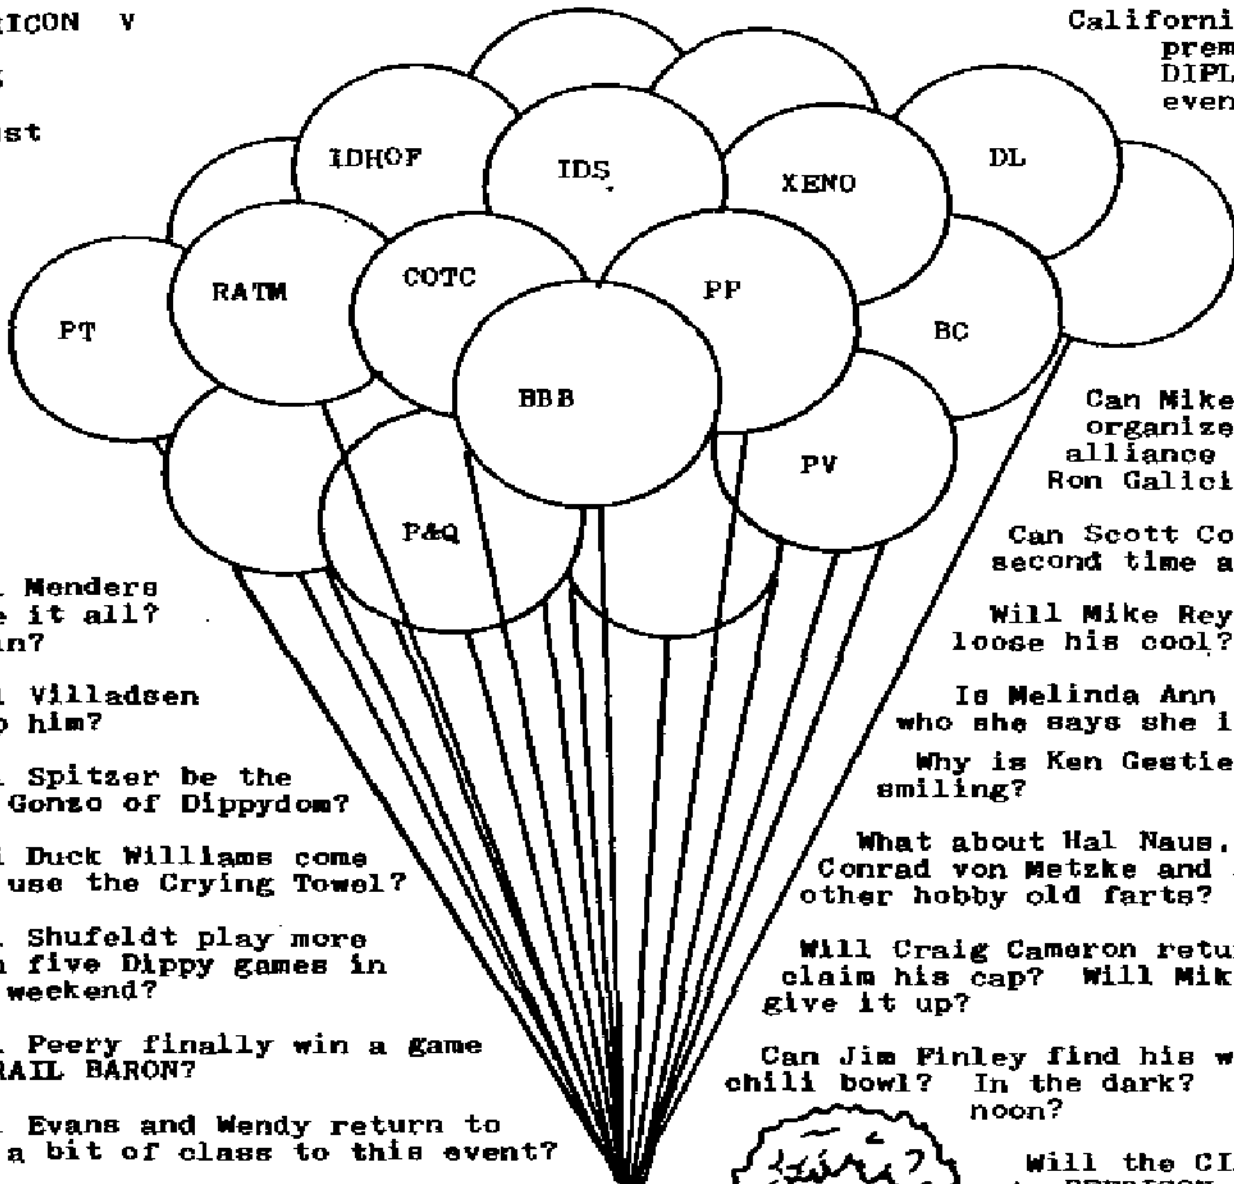 RICON V
ust
California
prem
DIPL
even
IDHOF
IDS
XENO
DL
RATM
COTC
PP
PT
BC
BBB
PV
P&Q
Can Mike
organize
alliance
Ron Galici
Can Scott Co
second time a
Will Mike Rey
loose his cool?
Is Melinda Ann
who she says she i
Why is Ken Gestie
smiling?
What about Hal Naus,
Conrad von Metzke and
other hobby old farts?
Will Craig Cameron retu
claim his cap? Will Mik
give it up?
Can Jim Finley find his w
chili bowl? In the dark?
noon?
Will the CI
l Menders
e it all?
in?
l Villadsen
o him?
l Spitzer be the
Gonzo of Dippydom?
i Duck Williams come
use the Crying Towel?
l Shufeldt play more
n five Dippy games in
weekend?
l Peery finally win a game
RAIL BARON?
l Evans and Wendy return to
a bit of class to this event?